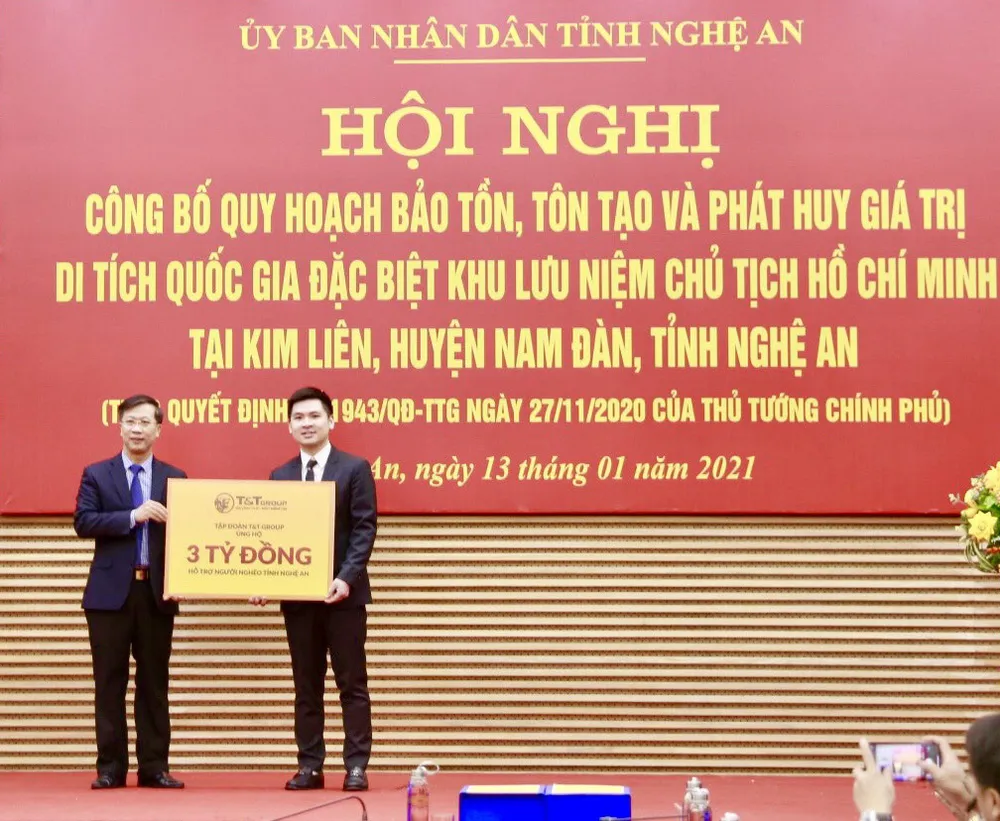 ỦY BAN NHÂN DÂN TỈNH NGHỆ AN
HỘI NGHỊ
CÔNG BỐ QUY HOẠCH BẢO TỒN, TÔN TẠO VÀ PHÁT HUY GIÁ TRỊ
DI TÍCH QUỐC GIA ĐẶC BIỆT KHU LƯU NIỆM CHỦ TỊCH HỒ CHÍ MINH
TẠI KIM LIÊN, HUYỆN NAM ĐÀN, TỈNH NGHỆ AN
QUYẾT ĐỊNH 1943/QĐ-TTG NGÀY 27/11/2020 CỦA THỦ TƯỚNG CHÍNH PHỦ)
An, ngày 13 tháng 01 năm 2021
T&T GROUP
TẬP ĐOÀN T&T GROUP
ỦNG HỘ
3 TỶ ĐỒNG
HỖ TRỢ NGƯỜI NGHÈO TỈNH NGHỆ AN